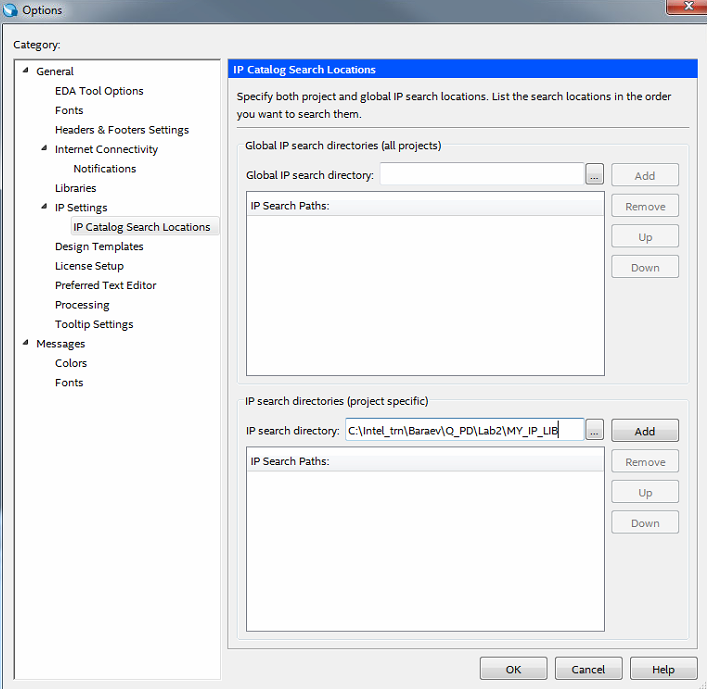 Options
Category:
General
EDA Tool Options
Fonts
Headers & Footers Settings
Internet Connectivity
Notifications
Libraries
IP Settings
IP Catalog Search Locations
Design Templates
License Setup
Preferred Text Editor
Processing
Tooltip Settings
Messages
Colors
Fonts
IP Catalog Search Locations
Specify both project and global IP search locations. List the search locations in the order
you want to search them.
Global IP search directories (all projects)
Global IP search directory: ... Add
IP Search Paths:
Remove
Up
Down
IP search directories (project specific)
IP search directory: C:\Intel_trn\Baraev\Q_PD\Lab2\MY_IP_LIB ... Add
IP Search Paths:
Remove
Up
Down
OK Cancel Help